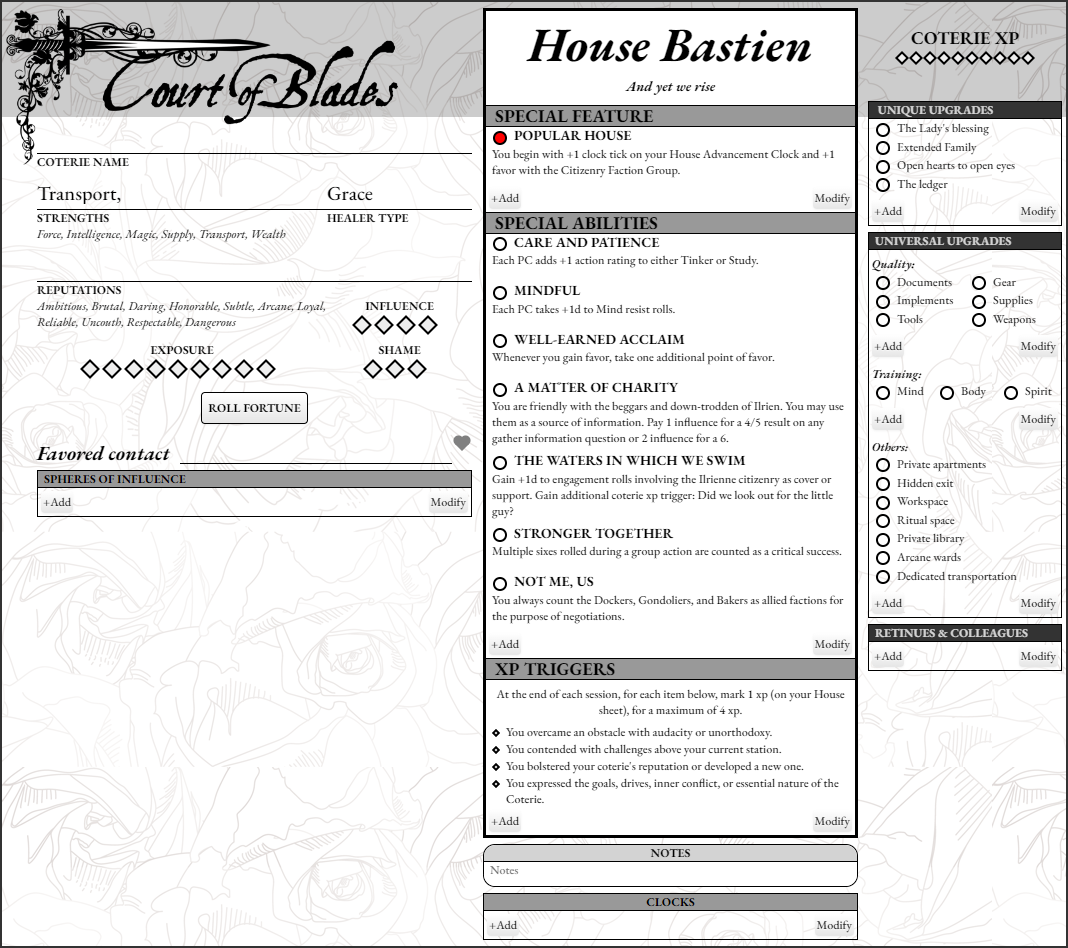 Court of Blades
COTERIE NAME
Transport, Grace
STRENGTHS HEALER TYPE
Force, Intelligence, Magic, Supply, Transport, Wealth
REPUTATIONS
Ambitious, Brutal, Daring, Honorable, Subtle, Arcane, Loyal,
Reliable, Uncouth, Respectable, Dangerous
INFLUENCE
EXPOSURE SHAME
ROLL FORTUNE
Favored contact
SPHERES OF INFLUENCE
+Add Modify
House Bastien
And yet we rise
SPECIAL FEATURE
POPULAR HOUSE
You begin with +1 clock tick on your House Advancement Clock and +1
favor with the Citizenry Faction Group.
+Add Modify
SPECIAL ABILITIES
CARE AND PATIENCE
Each PC adds +1 action rating to either Tinker or Study.
MINDFUL
Each PC takes +1d to Mind resist rolls.
WELL-EARNED ACCLAIM
Whenever you gain favor, take one additional point of favor.
A MATTER OF CHARITY
You are friendly with the beggars and down-trodden of Ilrien. You may use
them as a source of information. Pay 1 influence for a 4/5 result on any
gather information question or 2 influence for a 6.
THE WATERS IN WHICH WE SWIM
Gain +1d to engagement rolls involving the Ilrienne citizenry as cover or
support. Gain additional coterie xp trigger: Did we look out for the little
guy?
STRONGER TOGETHER
Multiple sixes rolled during a group action are counted as a critical success.
NOT ME, US
You always count the Dockers, Gondoliers, and Bakers as allied factions for
the purpose of negotiations.
+Add Modify
XP TRIGGERS
At the end of each session, for each item below, mark 1 xp (on your House
sheet), for a maximum of 4 xp.
You overcame an obstacle with audacity or unorthodoxy.
You contended with challenges above your current station.
You bolstered your coterie's reputation or developed a new one.
You expressed the goals, drives, inner conflict, or essential nature of the
Coterie.
+Add Modify
NOTES
Notes
CLOCKS
+Add Modify
COTERIE XP
UNIQUE UPGRADES
The Lady's blessing
Extended Family
Open hearts to open eyes
The ledger
+Add Modify
UNIVERSAL UPGRADES
Quality:
Documents Gear
Implements Supplies
Tools Weapons
+Add Modify
Training:
Mind Body Spirit
+Add Modify
Others:
Private apartments
Hidden exit
Workspace
Ritual space
Private library
Arcane wards
Dedicated transportation
+Add Modify
RETINUES & COLLEAGUES
+Add Modify